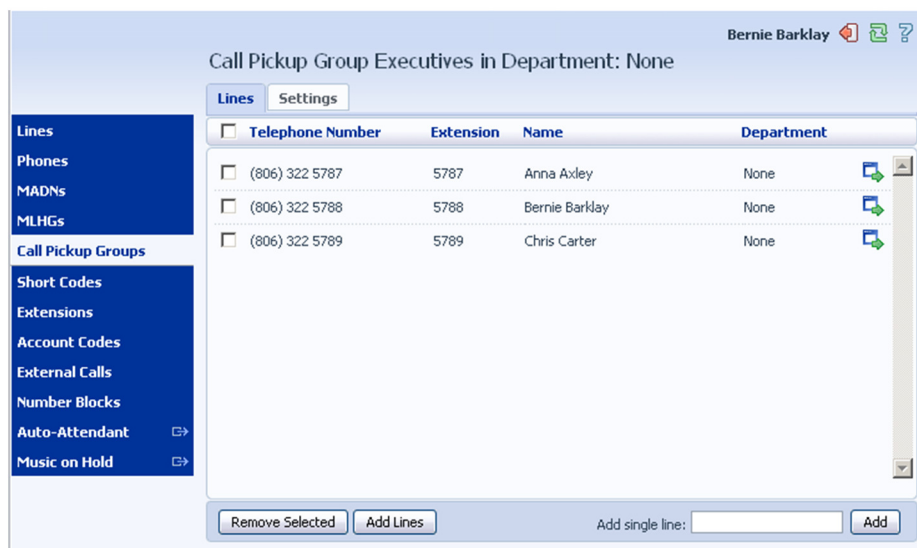 Bernie Barklay
Call Pickup Group Executives in Department: None
Lines Settings
Lines
Phones
MADNs
MLHGs
Call Pickup Groups
Short Codes
Extensions
Account Codes
External Calls
Number Blocks
Auto-Attendant
Music on Hold
Telephone Number Extension Name Department
(806) 322 5787 5787 Anna Axley None
(806) 322 5788 5788 Bernie Barklay None
(806) 322 5789 5789 Chris Carter None
Remove Selected Add Lines Add single line: Add